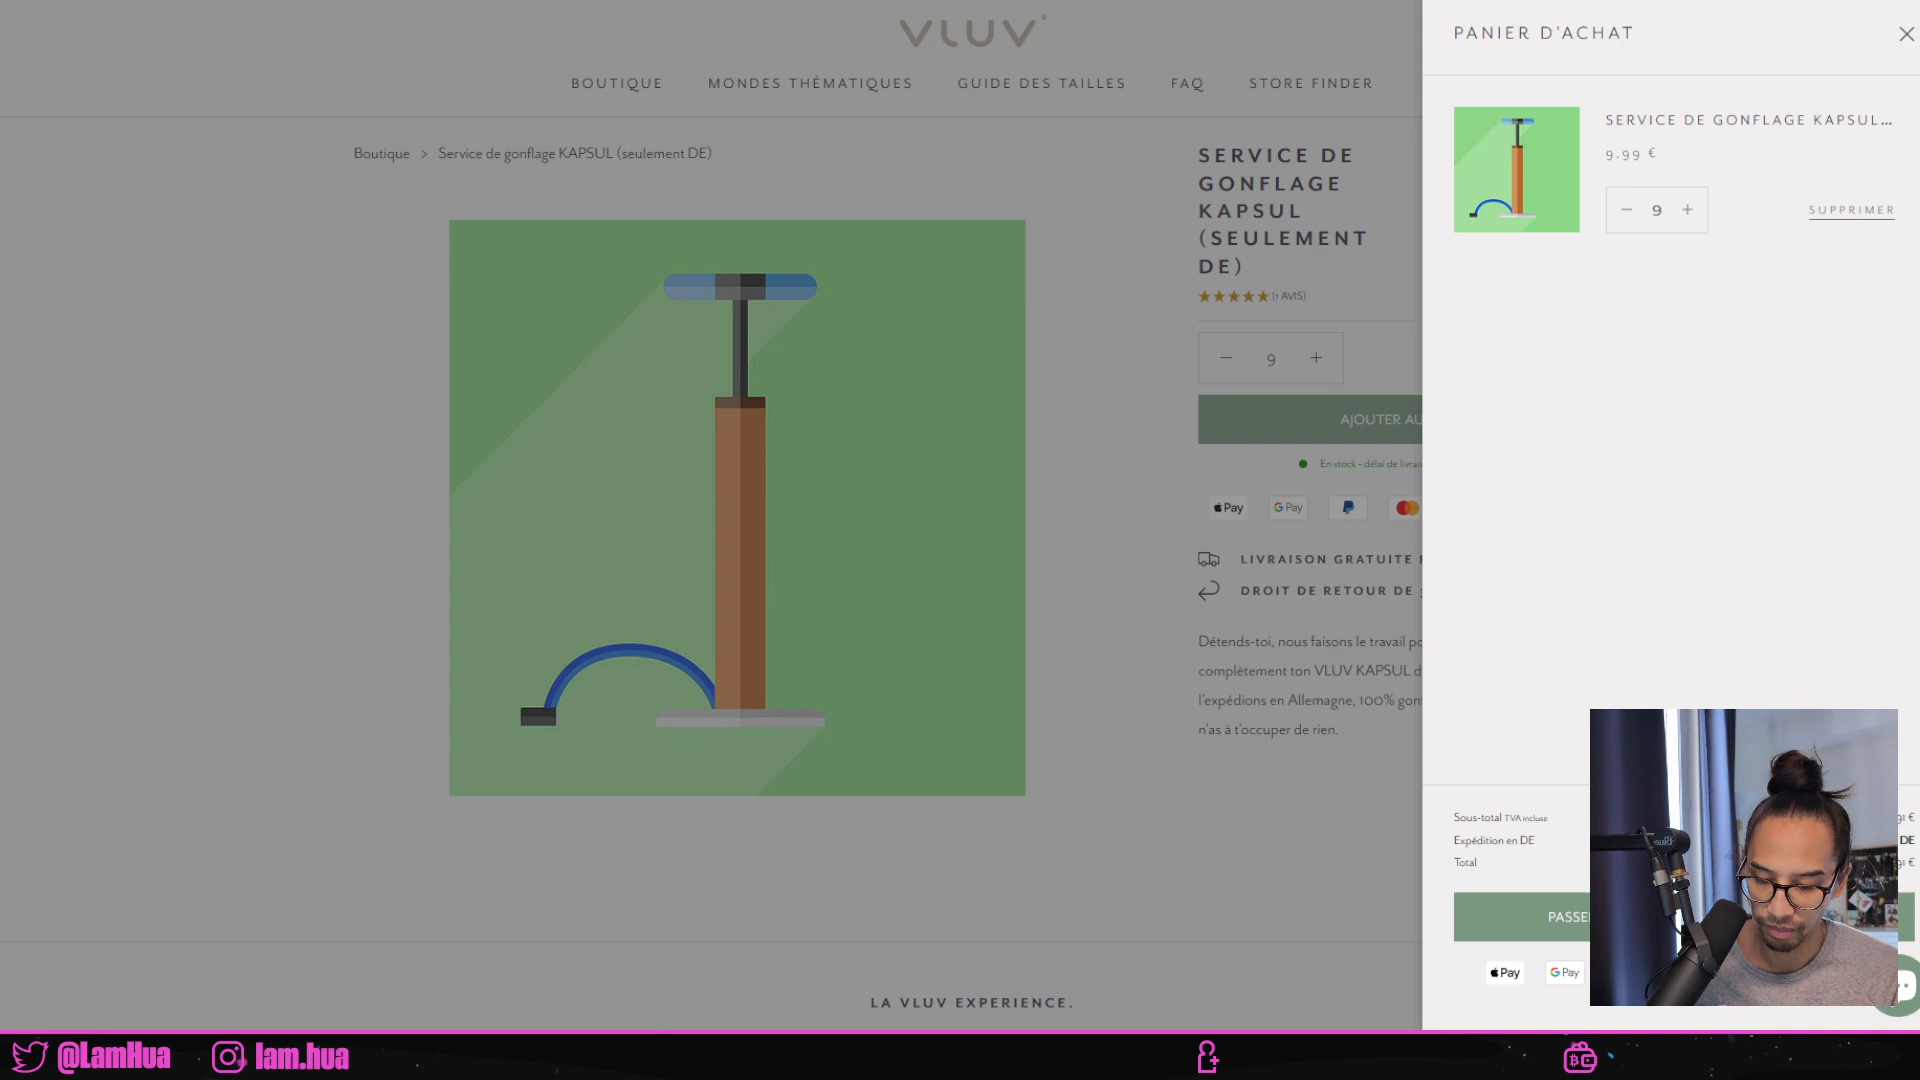 VLUV
BOUTIQUE MONDES THÉMATIQUES GUIDE DES TAILLES FAQ STORE FINDER
Boutique > Service de gonflage KAPSUL (seulement DE)
SERVICE DE
GONFLAGE
KAPSUL
(SEULEMENT
DE)
(1 AVIS)
− 9 +
AJOUTER AU
En stock - délai de
Pay G Pay
LIVRAISON GRATUITE
DROIT DE RETOUR DE
Détends-toi, nous faisons le travail
complètement ton VLUV KAPSUL
l'expédions en Allemagne, 100%
n'as à t'occuper de rien.
LA VLUV EXPERIENCE.
PANIER D'ACHAT
SERVICE DE GONFLAGE KAPSUL...
9,99 €
− 9 +
SUPPRIMER
Sous-total TVA incluse
91 €
Expédition en DE
DE
Total
91 €
Pay G Pay
@LamHua lam.hua